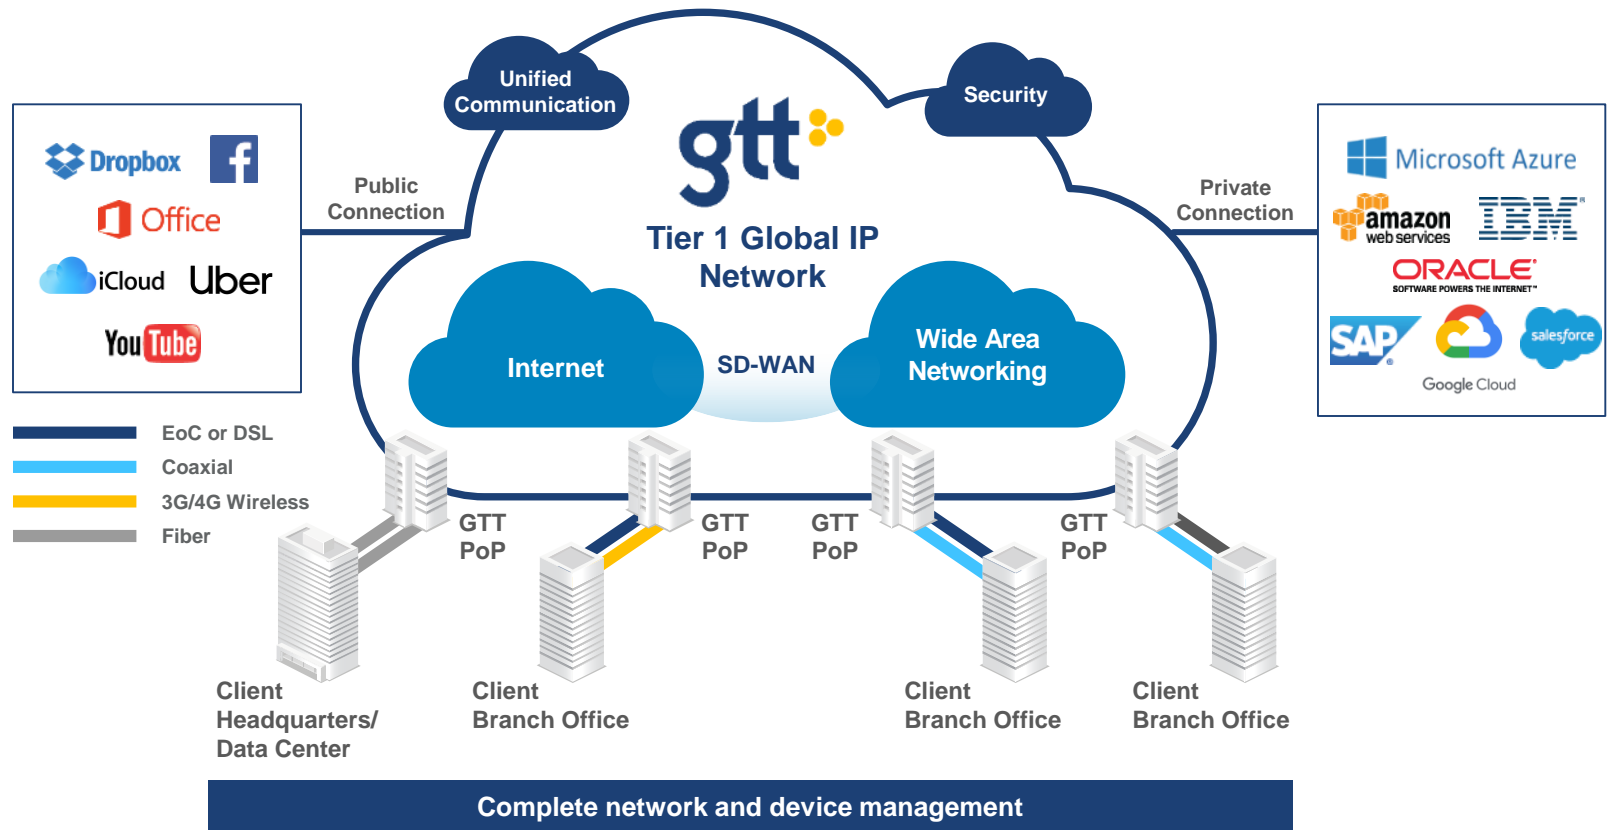 Unified
Communication
Security
gtt
Tier 1 Global IP
Network
Dropbox
f
Office
iCloud
Uber
YouTube
Public
Connection
Private
Connection
Microsoft Azure
amazon
web services
IBM®
ORACLE®
SOFTWARE POWERS THE INTERNET™
SAP®
salesforce
Google Cloud
Internet
SD-WAN
Wide Area
Networking
EoC or DSL
Coaxial
3G/4G Wireless
Fiber
GTT
PoP
GTT
PoP
GTT
PoP
GTT
PoP
Client
Headquarters/
Data Center
Client
Branch Office
Client
Branch Office
Client
Branch Office
Complete network and device management